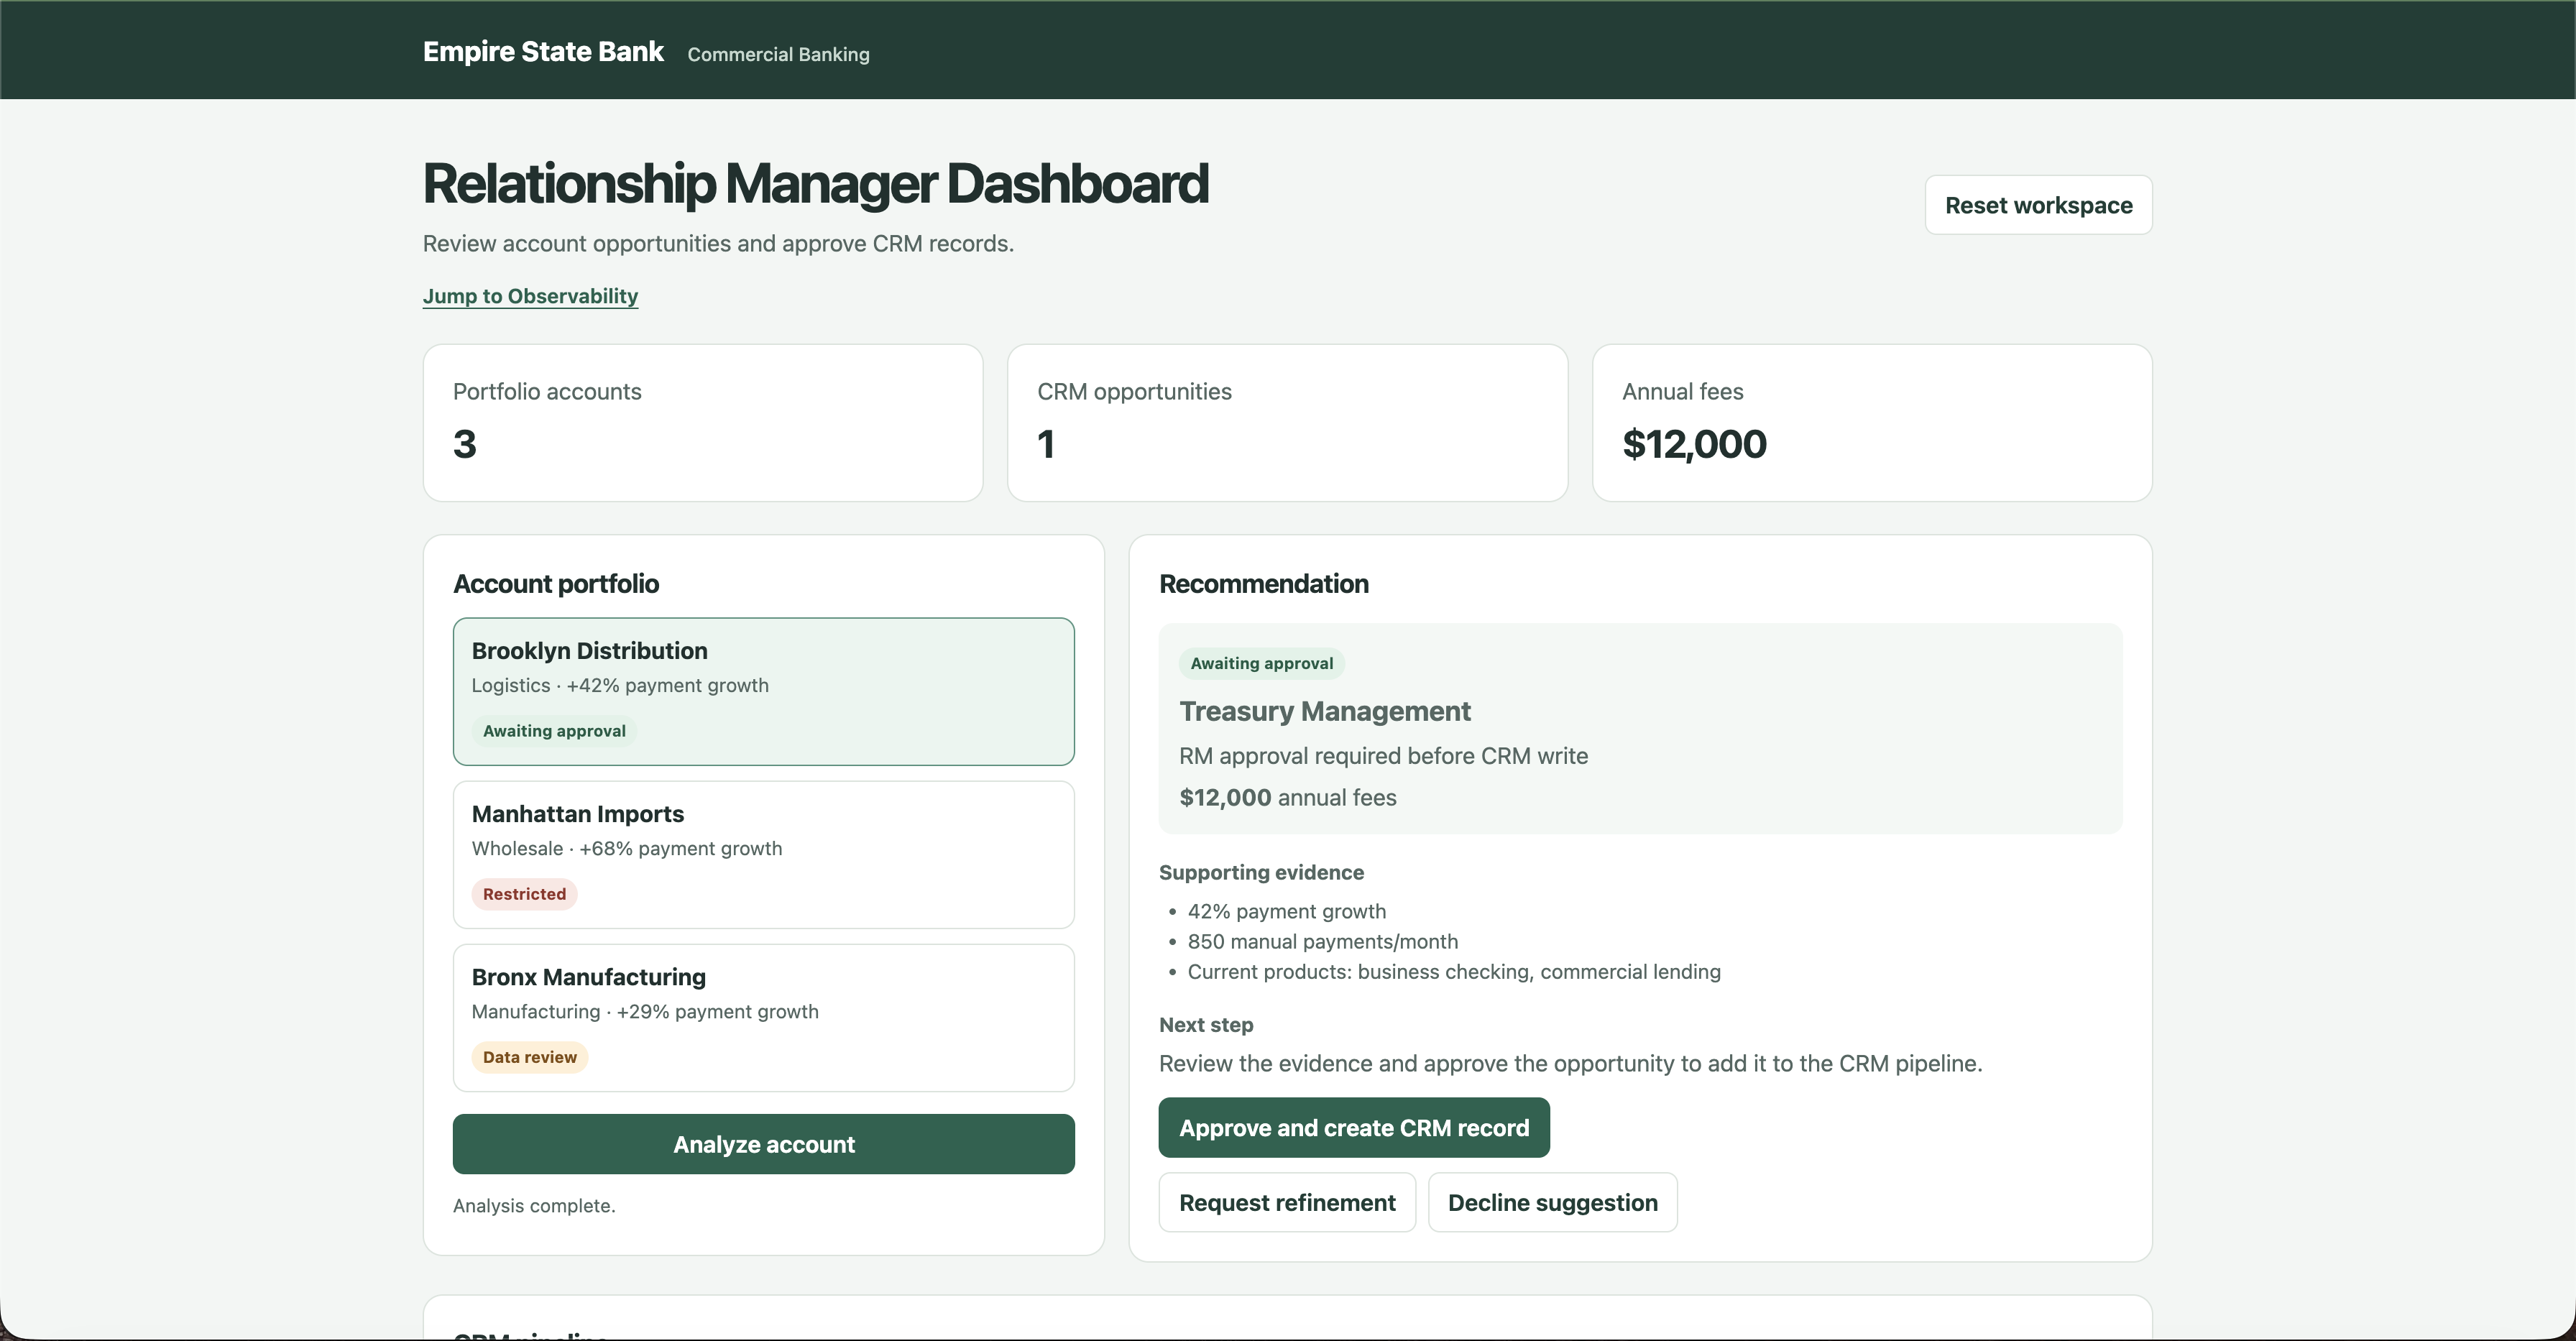 Empire State Bank Commercial Banking
Relationship Manager Dashboard
Reset workspace
Review account opportunities and approve CRM records.
Jump to Observability
Portfolio accounts
3
CRM opportunities
1
Annual fees
$12,000
Account portfolio
Brooklyn Distribution
Logistics · +42% payment growth
Awaiting approval
Manhattan Imports
Wholesale · +68% payment growth
Restricted
Bronx Manufacturing
Manufacturing · +29% payment growth
Data review
Analyze account
Analysis complete.
Recommendation
Awaiting approval
Treasury Management
RM approval required before CRM write
$12,000 annual fees
Supporting evidence
• 42% payment growth
• 850 manual payments/month
• Current products: business checking, commercial lending
Next step
Review the evidence and approve the opportunity to add it to the CRM pipeline.
Approve and create CRM record
Request refinement
Decline suggestion